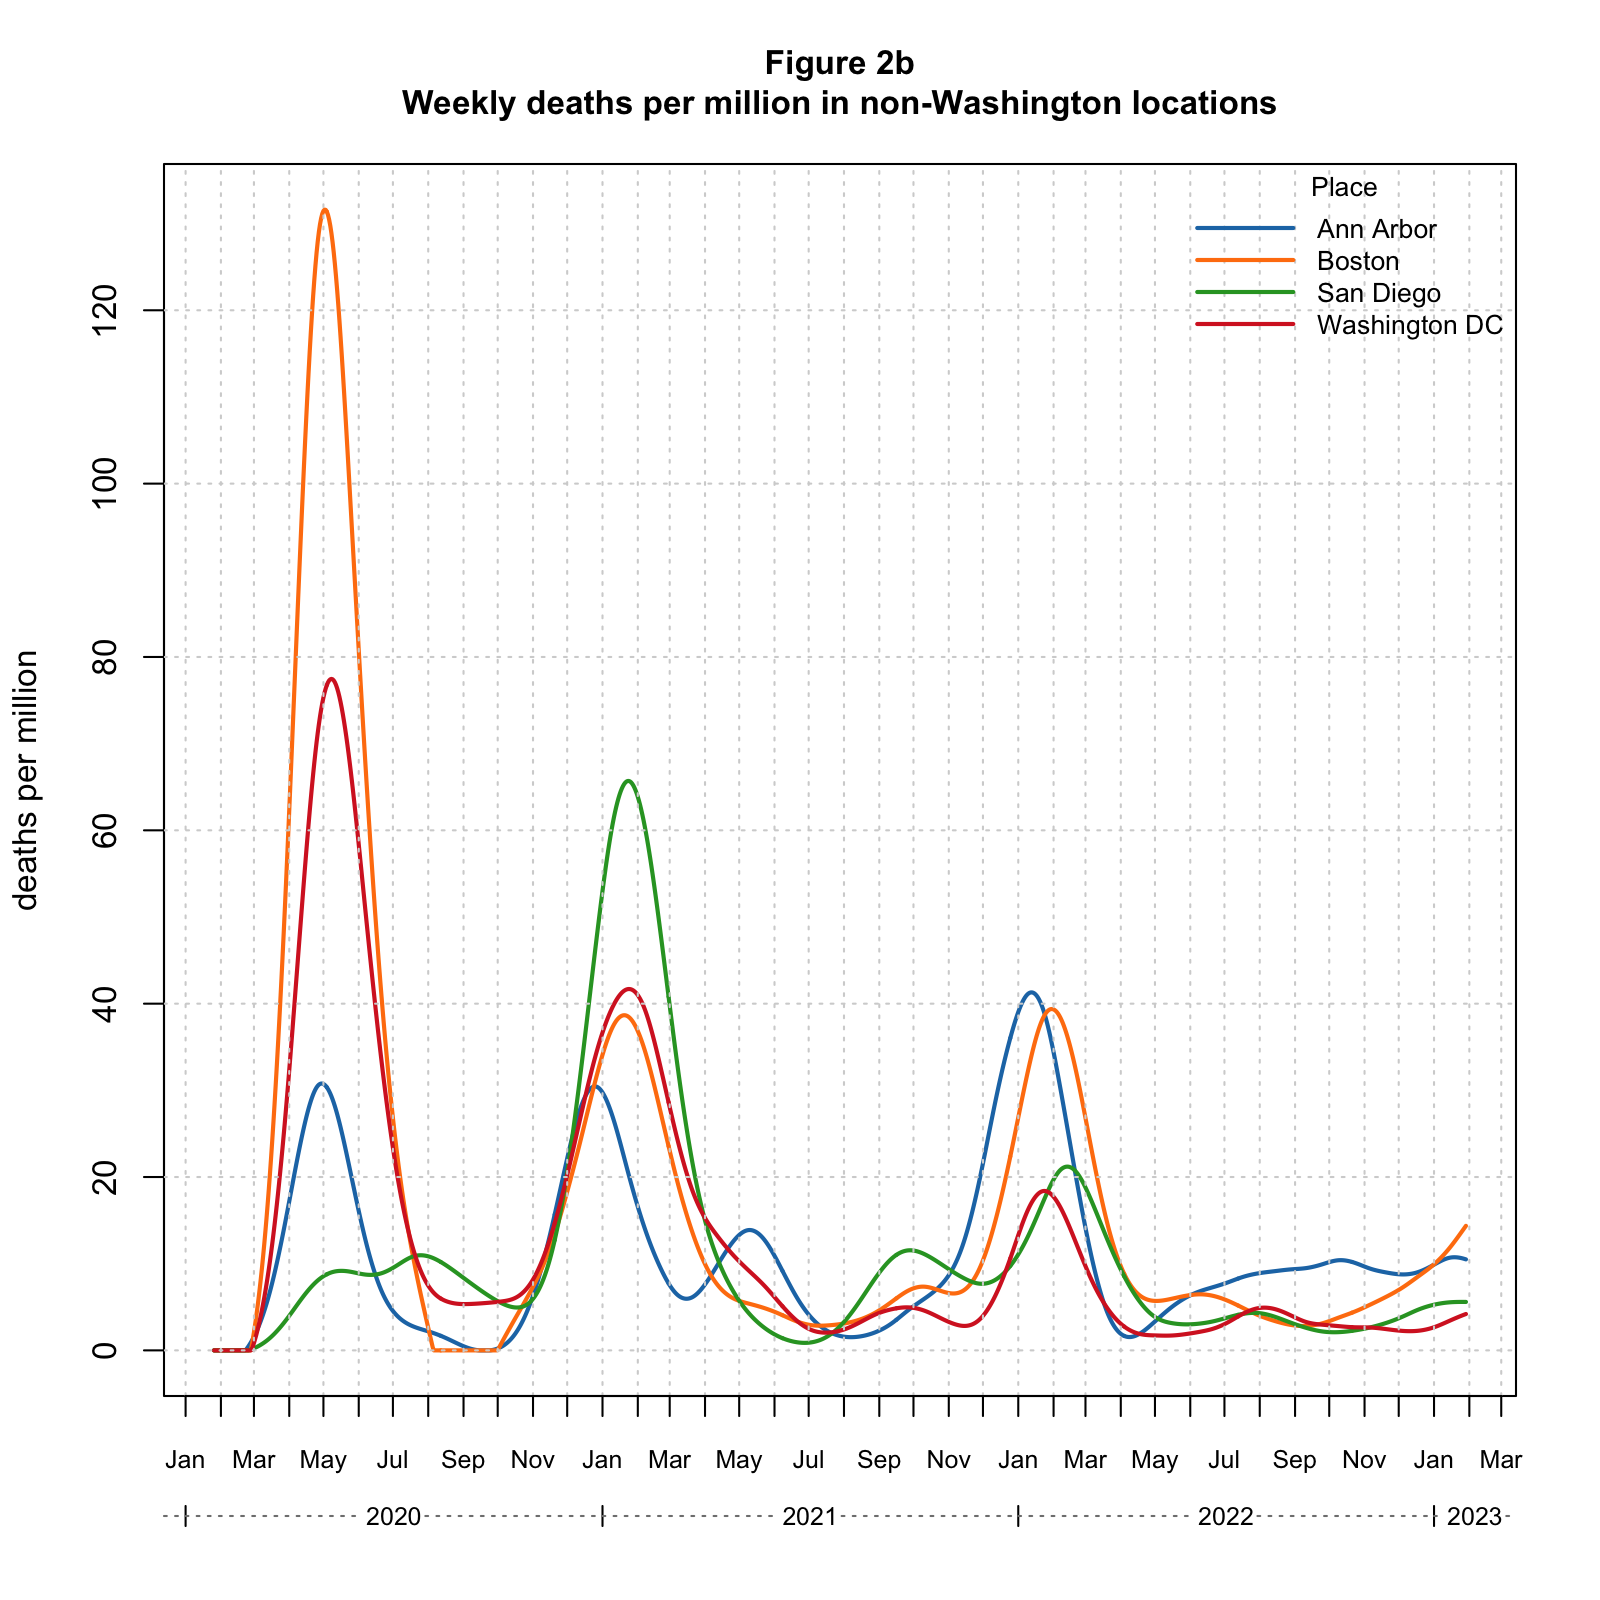 Figure 2b
Weekly deaths per million in non-Washington locations
Place
Ann Arbor
Boston
San Diego
Washington DC
deaths per million
120
100
80
60
40
20
0
Jan Mar May Jul Sep Nov Jan Mar May Jul Sep Nov Jan Mar May Jul Sep Nov Jan Mar
2020 2021 2022 2023